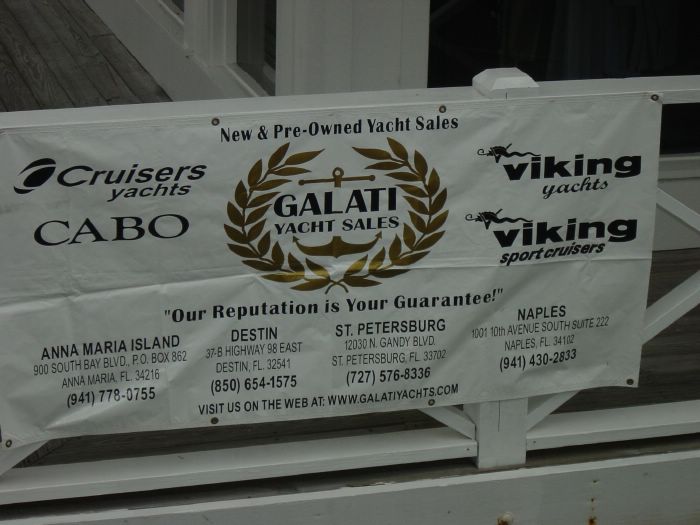 New & Pre-Owned Yacht Sales
Cruisers
yachts
CABO
GALATI
YACHT SALES
viking
yachts
viking
sport cruisers
"Our Reputation is Your Guarantee!"
ANNA MARIA ISLAND
900 SOUTH BAY BLVD., P.O. BOX 862
ANNA MARIA, FL. 34216
(941) 778-0755
DESTIN
37-B HIGHWAY 98 EAST
DESTIN, FL. 32541
(850) 654-1575
ST. PETERSBURG
12030 N. GANDY BLVD.
ST. PETERSBURG, FL. 33702
(727) 576-8336
NAPLES
1001 10th AVENUE SOUTH SUITE 222
NAPLES, FL. 34102
(941) 430-2833
VISIT US ON THE WEB AT: WWW.GALATIYACHTS.COM